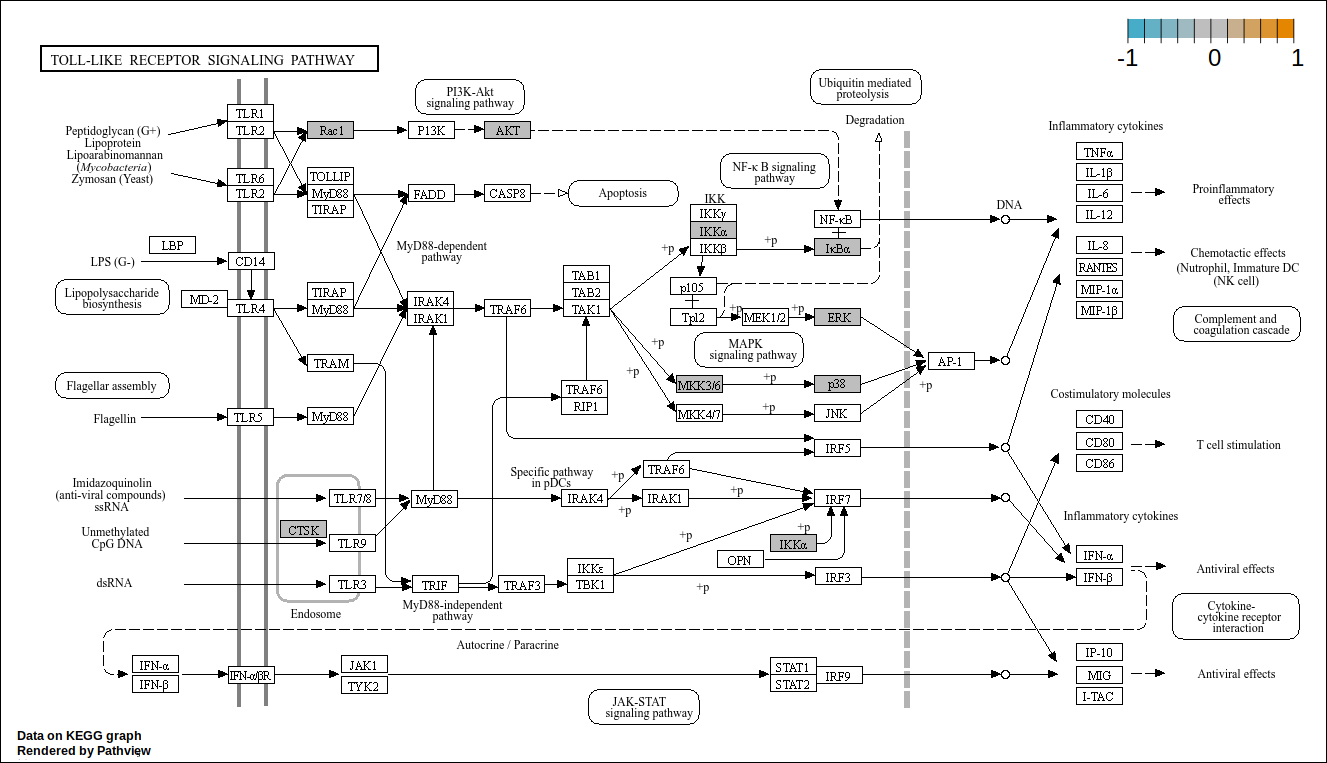 -1 0 1
TOLL-LIKE RECEPTOR SIGNALING PATHWAY
PI3K-Akt
signaling pathway
Ubiquitin mediated
proteolysis
Degradation
TLR1
TLR2
Rac1
P13K
AKT
Peptidoglycan (G+)
Lipoprotein
Lipoarabinomannan
(Mycobacteria)
Zymosan (Yeast)
TLR6
TLR2
TOLLIP
MyD88
TIRAP
FADD
CASP8
Apoptosis
NF-κ B signaling
pathway
IKK
IKKγ
IKKα
IKKβ
+p
+p
NF-κB
IκBα
DNA
Inflammatory cytokines
TNFα
IL-1β
IL-6
IL-12
Proinflammatory
effects
IL-8
RANTES
MIP-1α
MIP-1β
Chemotactic effects
(Nutrophil, Immature DC
(NK cell)
Complement and
coagulation cascade
LBP
LPS (G-)
CD14
MyD88-dependent
pathway
Lipopolysaccharide
biosynthesis
MD-2
TLR4
TIRAP
MyD88
IRAK4
IRAK1
TRAF6
TAB1
TAB2
TAK1
p105
Tpl2
+p
MEK1/2
+p
ERK
MAPK
signaling pathway
+p
+p
MKK3/6
+p
p38
MKK4/7
+p
JNK
+p
AP-1
TRAM
Flagellar assembly
Flagellin
TLR5
MyD88
TRAF6
RIP1
IRF5
Costimulatory molecules
CD40
CD80
CD86
T cell stimulation
Imidazoquinolin
(anti-viral compounds)
ssRNA
TLR7/8
MyD88
Specific pathway
in pDCs
IRAK4
+p
+p
TRAF6
IRAK1
+p
IRF7
Unmethylated
CpG DNA
CTSK
TLR9
+p
+p
IKKα
OPN
Inflammatory cytokines
IFN-α
IFN-β
Antiviral effects
dsRNA
TLR3
Endosome
TRIF
TRAF3
IKKε
TBK1
+p
IRF3
MyD88-independent
pathway
Cytokine-
cytokine receptor
interaction
Autocrine / Paracrine
IFN-α
IFN-β
IFN-α/βR
JAK1
TYK2
STAT1
STAT2
IRF9
IP-10
MIG
I-TAC
Antiviral effects
JAK-STAT
signaling pathway
Data on KEGG graph
Rendered by Pathview